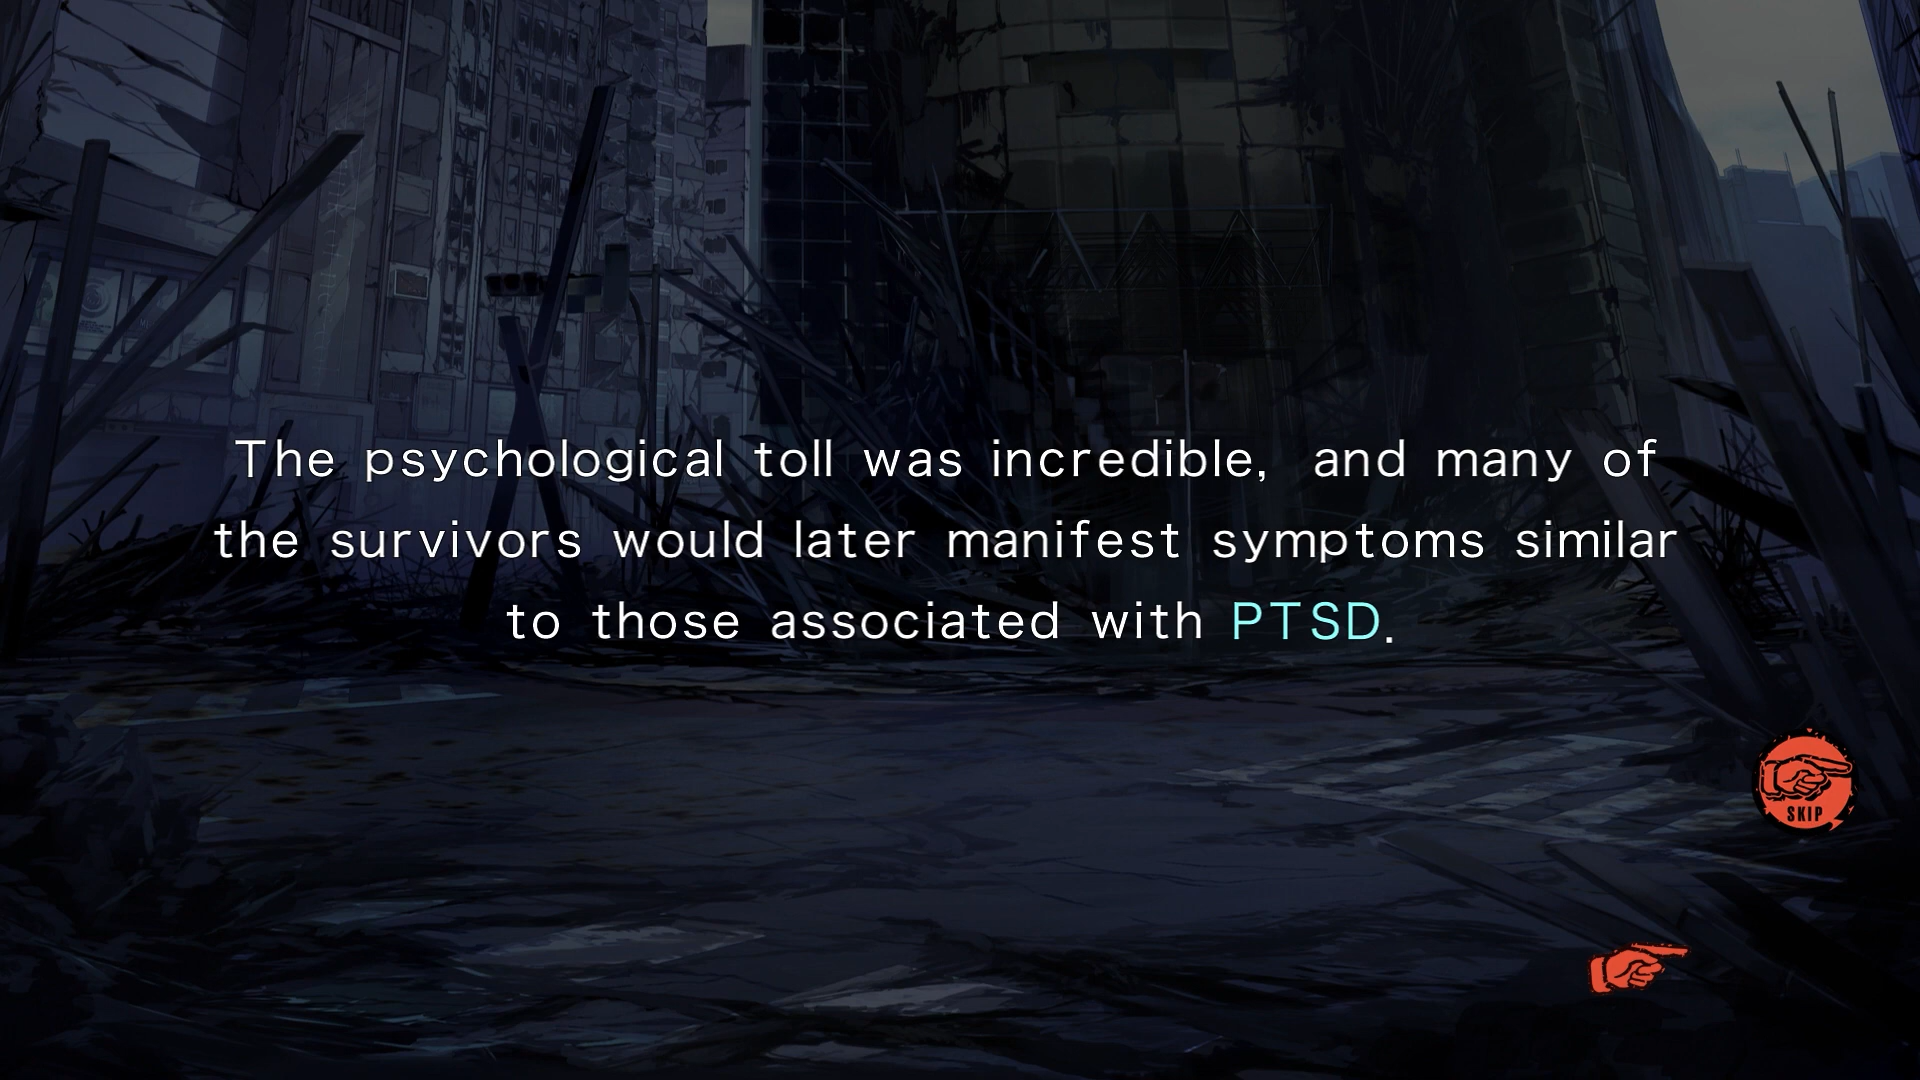 The psychological toll was incredible, and many of
the survivors would later manifest symptoms similar
to those associated with PTSD.
SKIP